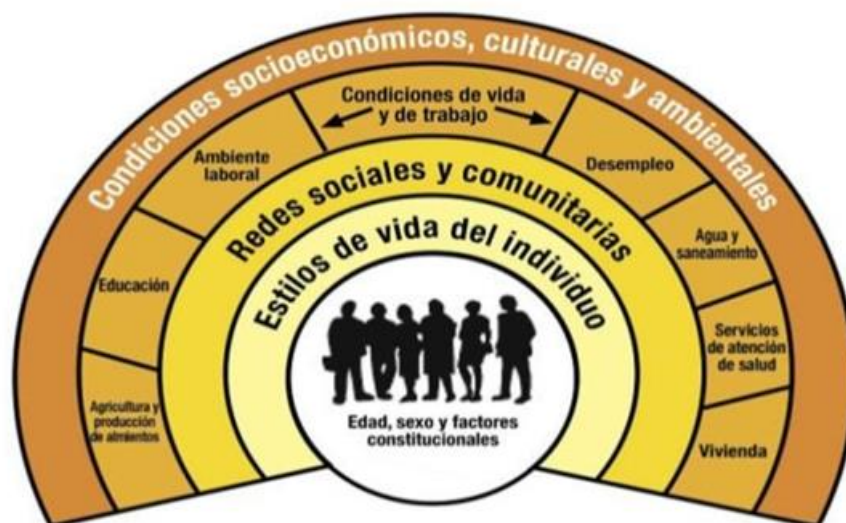 Condiciones socioeconómicos, culturales y ambientales
Condiciones de vida
y de trabajo
Ambiente
laboral
Desempleo
Educación
Agua y
saneamiento
Agricultura y
producción
de almientos
Servicios
de atención
de salud
Vivienda
Redes sociales y comunitarias
Estilos de vida del individuo
Edad, sexo y factores
constitucionales